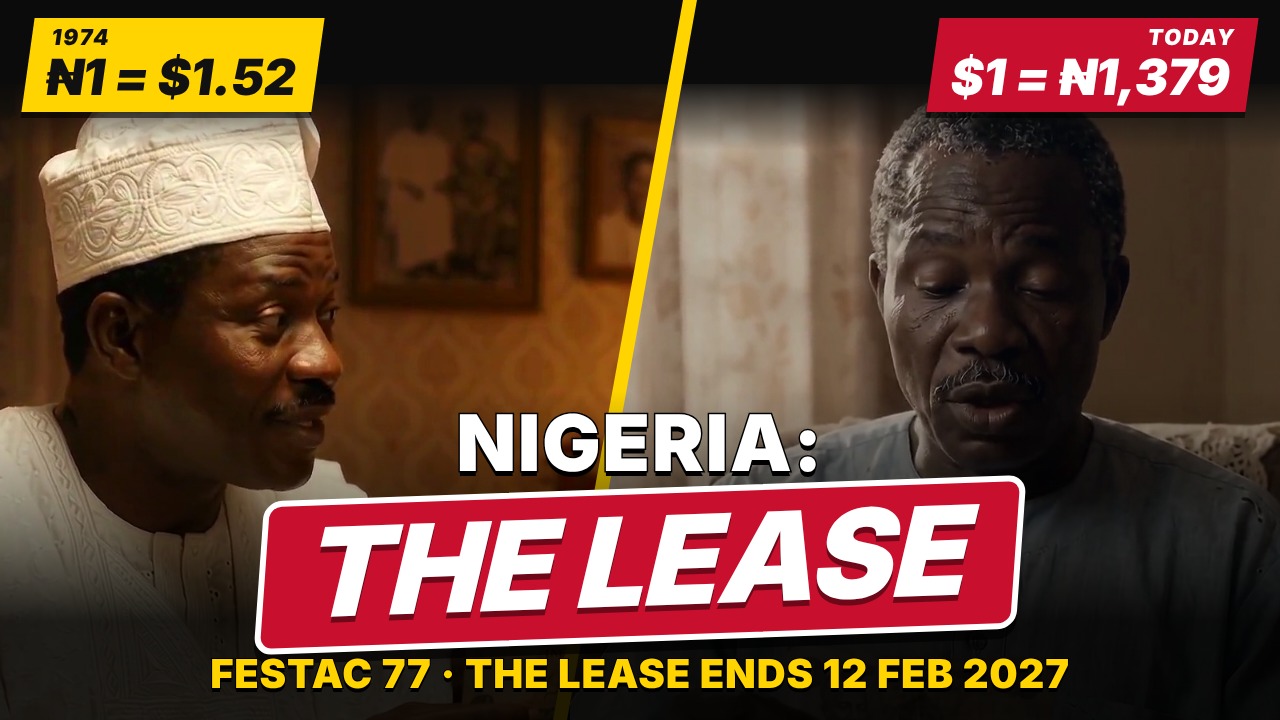 1974
₦1 = $1.52
TODAY
$1 = ₦1,379
NIGERIA:
THE LEASE
FESTAC 77 · THE LEASE ENDS 12 FEB 2027